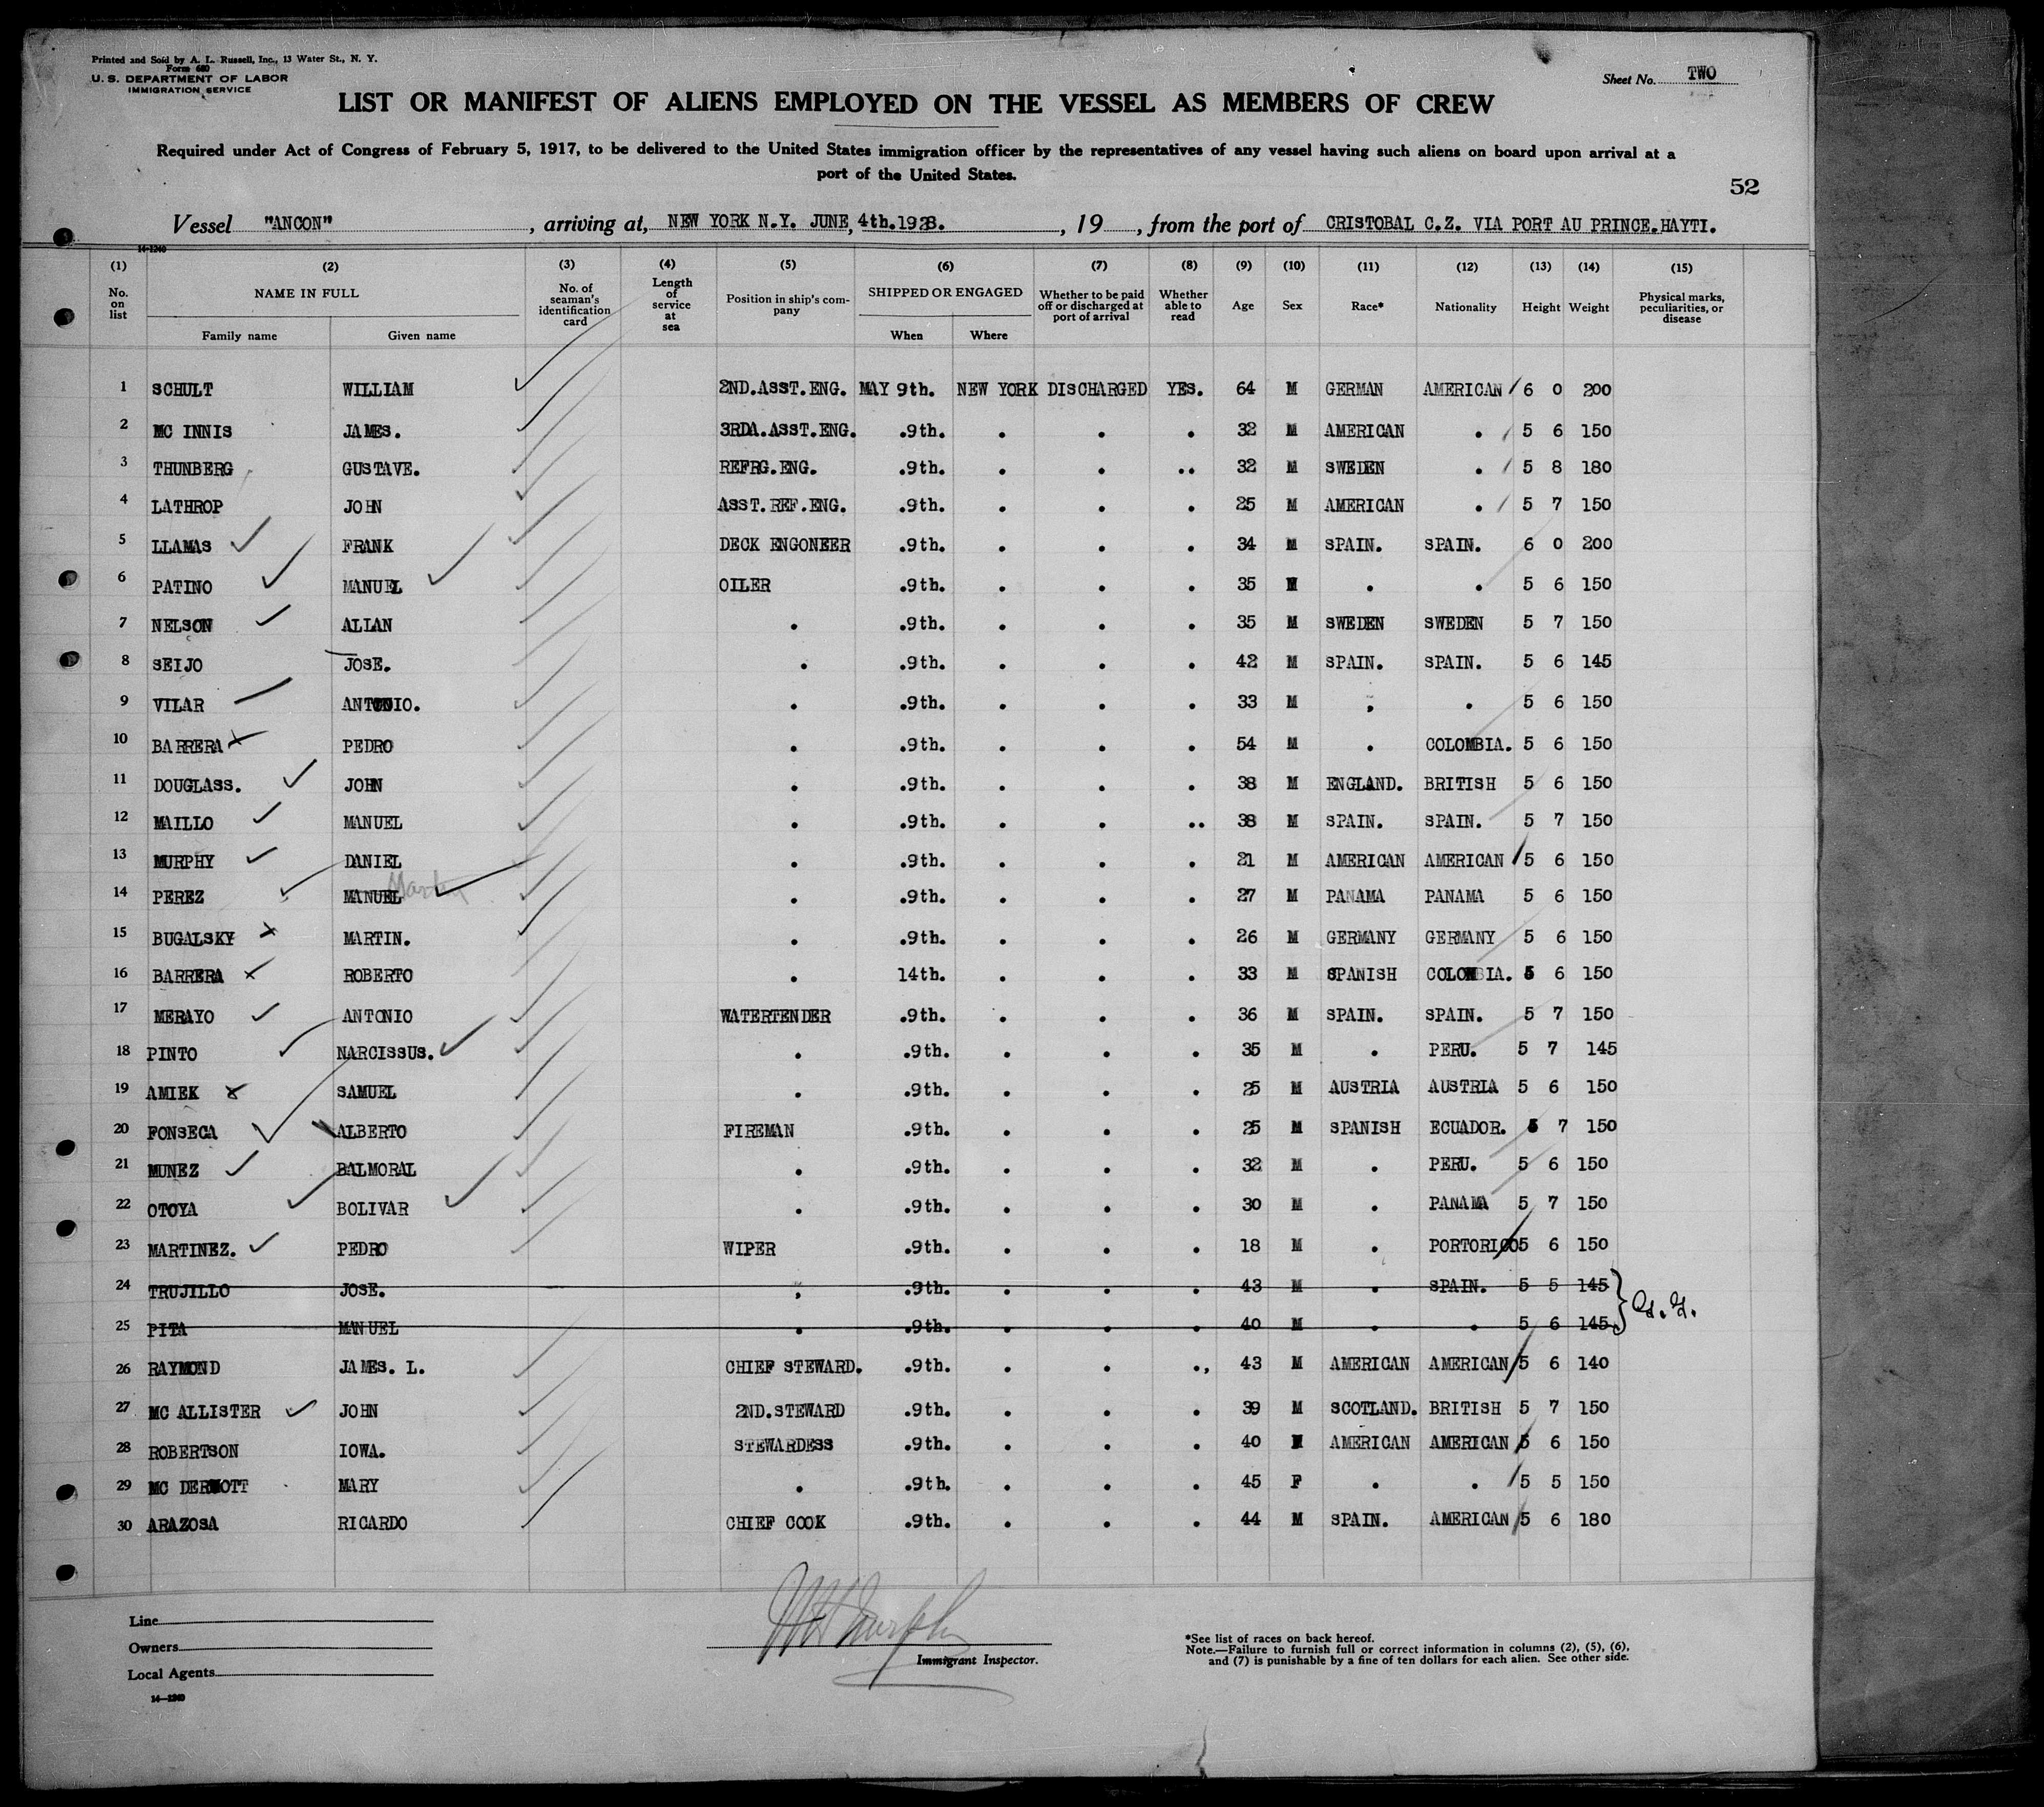 Printed and Sold by A. L. Russell, Inc., 13 Water St., N. Y.
Form 680
U. S. DEPARTMENT OF LABOR
IMMIGRATION SERVICE
Sheet No. TWO
LIST OR MANIFEST OF ALIENS EMPLOYED ON THE VESSEL AS MEMBERS OF CREW
Required under Act of Congress of February 5, 1917, to be delivered to the United States immigration officer by the representatives of any vessel having such aliens on board upon arrival at a
port of the United States.
52
Vessel "ANCON", arriving at, NEW YORK N.Y. JUNE, 4th. 1928. , 19 , from the port of CRISTOBAL C.Z. VIA PORT AU PRINCE.HAYTI.
14-1240
(1) (2) (3) (4) (5) (6) (7) (8) (9) (10) (11) (12) (13) (14) (15)
No. on list NAME IN FULL Family name Given name No. of seaman's identification card Length of service at sea Position in ship's company SHIPPED OR ENGAGED When Where Whether to be paid off or discharged at port of arrival Whether able to read Age Sex Race* Nationality Height Weight Physical marks, peculiarities, or disease
1 SCHULT WILLIAM 2ND.ASST.ENG. MAY 9th. NEW YORK DISCHARGED YES. 64 M GERMAN AMERICAN 6 0 200
2 MC INNIS JAMES. 3RDA.ASST.ENG. .9th. . . . 32 M AMERICAN . 5 6 150
3 THUNBERG GUSTAVE. REFRG.ENG. .9th. . . .. 32 M SWEDEN . 5 8 180
4 LATHROP JOHN ASST.REF.ENG. .9th. . . . 25 M AMERICAN . 5 7 150
5 LLAMAS FRANK DECK ENGONEER .9th. . . . 34 M SPAIN. SPAIN. 6 0 200
6 PATINO MANUEL OILER .9th. . . . 35 M . . 5 6 150
7 NELSON ALLAN . .9th. . . . 35 M SWEDEN SWEDEN 5 7 150
8 SEIJO JOSE. . .9th. . . . 42 M SPAIN. SPAIN. 5 6 145
9 VILAR ANTONIO. . .9th. . . . 33 M ; . 5 6 150
10 BARRERA PEDRO . .9th. . . . 54 M . COLOMBIA. 5 6 150
11 DOUGLASS. JOHN . .9th. . . . 38 M ENGLAND. BRITISH 5 6 150
12 MAILLO MANUEL . .9th. . . .. 38 M SPAIN. SPAIN. 5 7 150
13 MURPHY DANIEL . .9th. . . . 21 M AMERICAN AMERICAN 5 6 150
14 PEREZ MANUEL . .9th. . . . 27 M PANAMA PANAMA 5 6 150
15 BUGALSKY MARTIN. . .9th. . . . 26 M GERMANY GERMANY 5 6 150
16 BARRERA ROBERTO . 14th. . . . 33 M SPANISH COLOMBIA. 5 6 150
17 MERAYO ANTONIO WATERTENDER .9th. . . . 36 M SPAIN. SPAIN. 5 7 150
18 PINTO NARCISSUS. . .9th. . . . 35 M . PERU. 5 7 145
19 AMIEK SAMUEL . .9th. . . . 25 M AUSTRIA AUSTRIA 5 6 150
20 FONSECA ALBERTO FIREMAN .9th. . . . 25 M SPANISH ECUADOR. 5 7 150
21 MUNEZ BALMORAL . .9th. . . . 32 M . PERU. 5 6 150
22 OTOYA BOLIVAR . .9th. . . . 30 M . PANAMA 5 7 150
23 MARTINEZ. PEDRO WIPER .9th. . . . 18 M . PORTORICO 5 6 150
24 TRUJILLO JOSE. ; .9th. . . . 43 M . SPAIN. 5 5 145
25 PITA MANUEL . .9th. . . . 40 M . . 5 6 145
26 RAYMOND JAMES. L. CHIEF STEWARD. .9th. . . ., 43 M AMERICAN AMERICAN 5 6 140
27 MC ALLISTER JOHN 2ND.STEWARD .9th. . . . 39 M SCOTLAND. BRITISH 5 7 150
28 ROBERTSON IOWA. STEWARDESS .9th. . . . 40 M AMERICAN AMERICAN 5 6 150
29 MC DERMOTT MARY . .9th. . . . 45 F . . 5 5 150
30 ARAZOSA RICARDO CHIEF COOK .9th. . . . 44 M SPAIN. AMERICAN 5 6 180
Line
Owners
Local Agents
14-1240
Immigrant Inspector.
*See list of races on back hereof.
Note.—Failure to furnish full or correct information in columns (2), (5), (6),
and (7) is punishable by a fine of ten dollars for each alien. See other side.